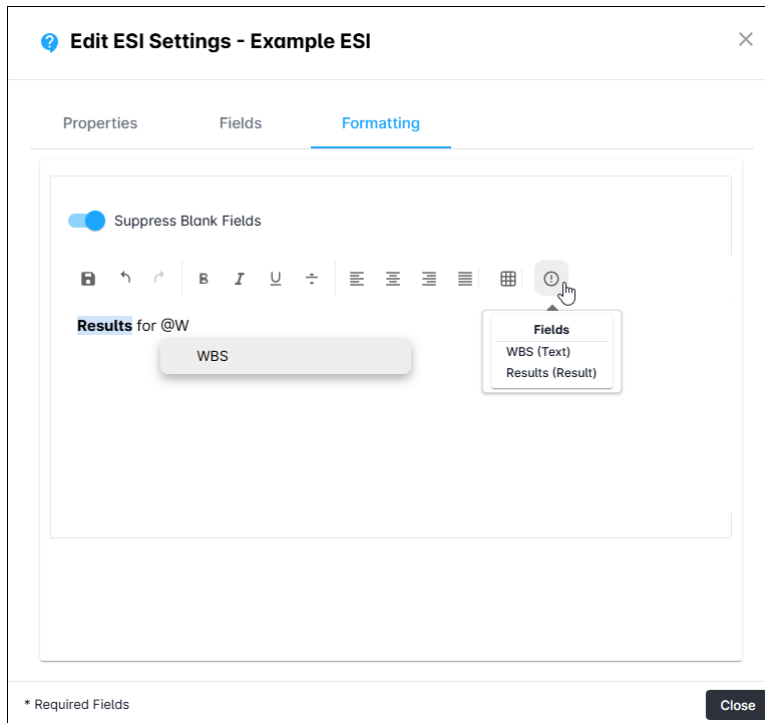 Edit ESI Settings - Example ESI
Properties Fields Formatting
Suppress Blank Fields
B I U
Results for @W
WBS
Fields
WBS (Text)
Results (Result)
* Required Fields
Close